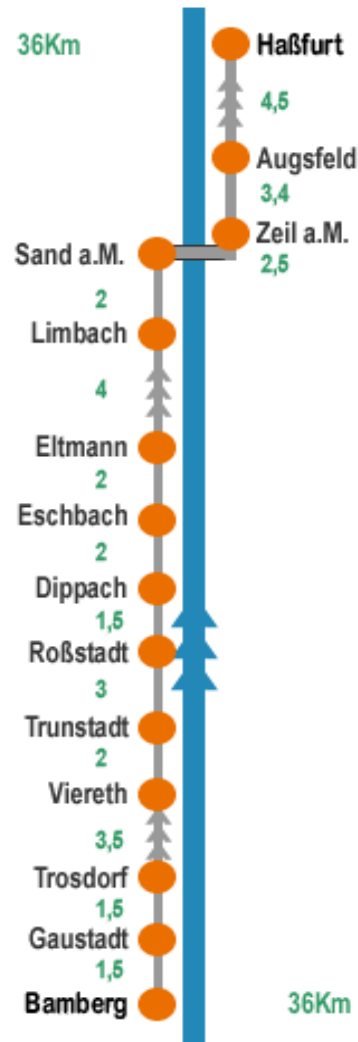 36Km
Haßfurt
4,5
Augsfeld
3,4
Zeil a.M.
Sand a.M.
2,5
2
Limbach
4
Eltmann
2
Eschbach
2
Dippach
1,5
Roßstadt
3
Trunstadt
2
Viereth
3,5
Trosdorf
1,5
Gaustadt
1,5
Bamberg
36Km